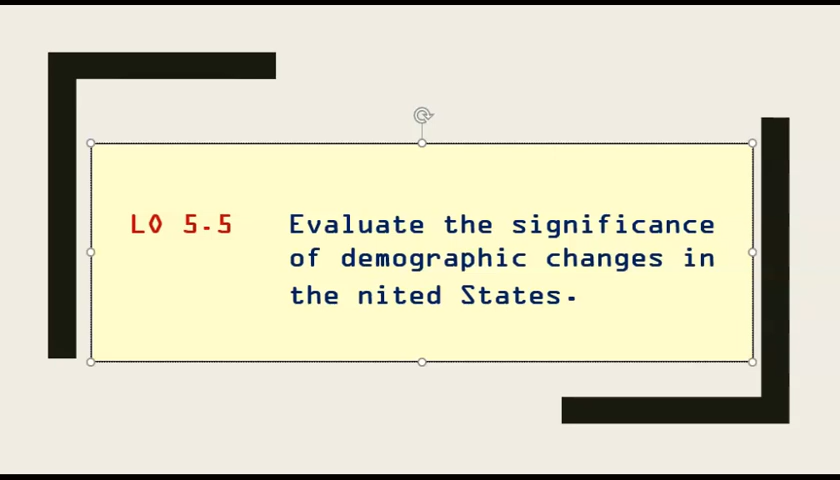 LO 5.5 Evaluate the significance
of demographic changes in
the nited States.